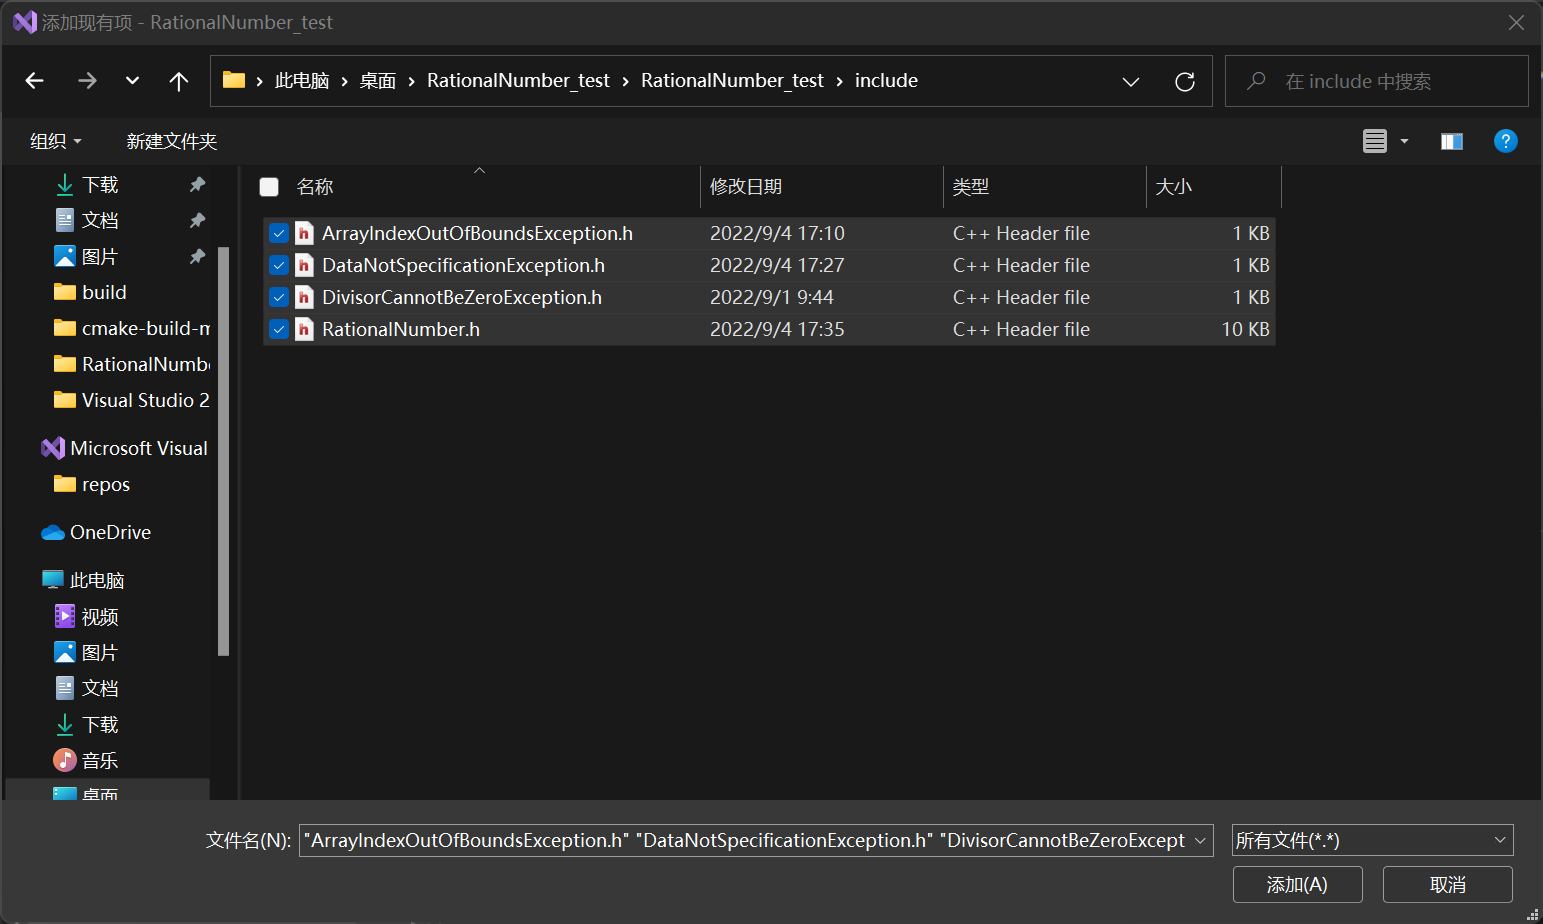 添加现有项 - RationalNumber_test
此电脑 › 桌面 › RationalNumber_test › RationalNumber_test › include
在 include 中搜索
组织
新建文件夹
下载
文档
图片
build
cmake-build-m
RationalNumbe
Visual Studio 2
Microsoft Visual
repos
OneDrive
此电脑
视频
图片
文档
下载
音乐
桌面
名称 修改日期 类型 大小
ArrayIndexOutOfBoundsException.h 2022/9/4 17:10 C++ Header file 1 KB
DataNotSpecificationException.h 2022/9/4 17:27 C++ Header file 1 KB
DivisorCannotBeZeroException.h 2022/9/1 9:44 C++ Header file 1 KB
RationalNumber.h 2022/9/4 17:35 C++ Header file 10 KB
文件名(N): "ArrayIndexOutOfBoundsException.h" "DataNotSpecificationException.h" "DivisorCannotBeZeroExcept
所有文件(*.*)
添加(A)
取消